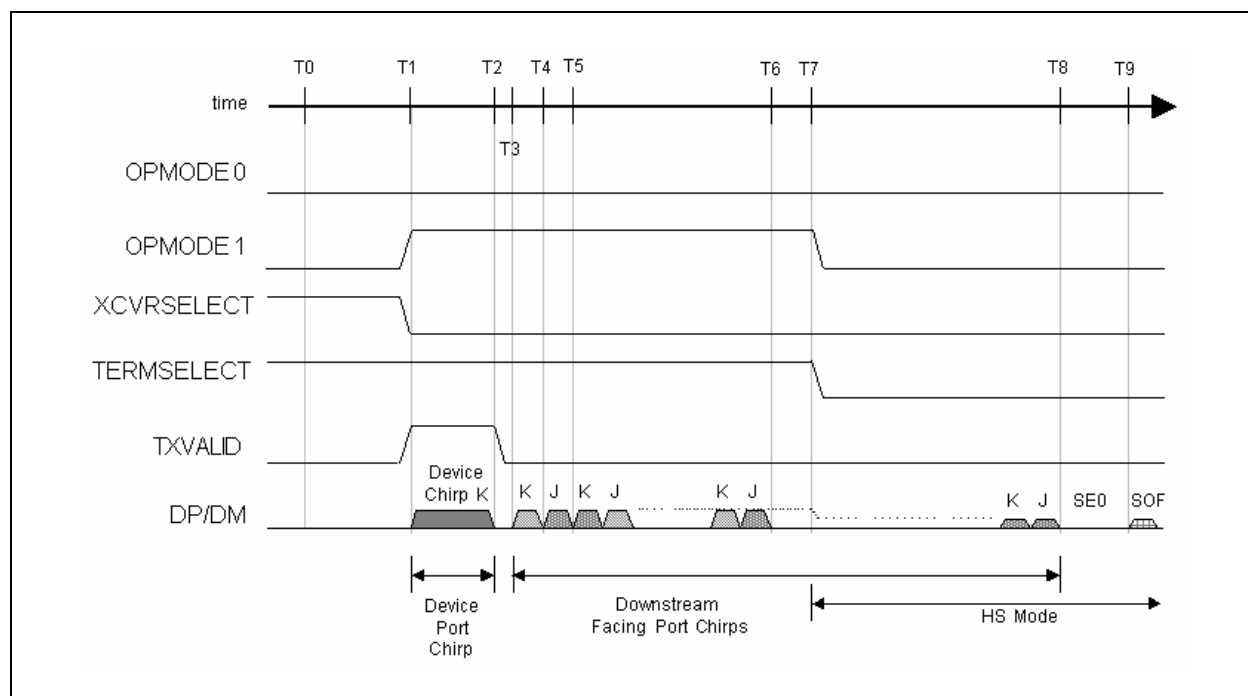 T0 T1 T2 T4 T5 T6 T7 T8 T9
time
T3
OPMODE 0
OPMODE 1
XCVRSELECT
TERMSELECT
TXVALID
Device
Chirp K
K J K J K J K J SE0 SOF
DP/DM
Device
Port
Chirp
Downstream
Facing Port Chirps
HS Mode